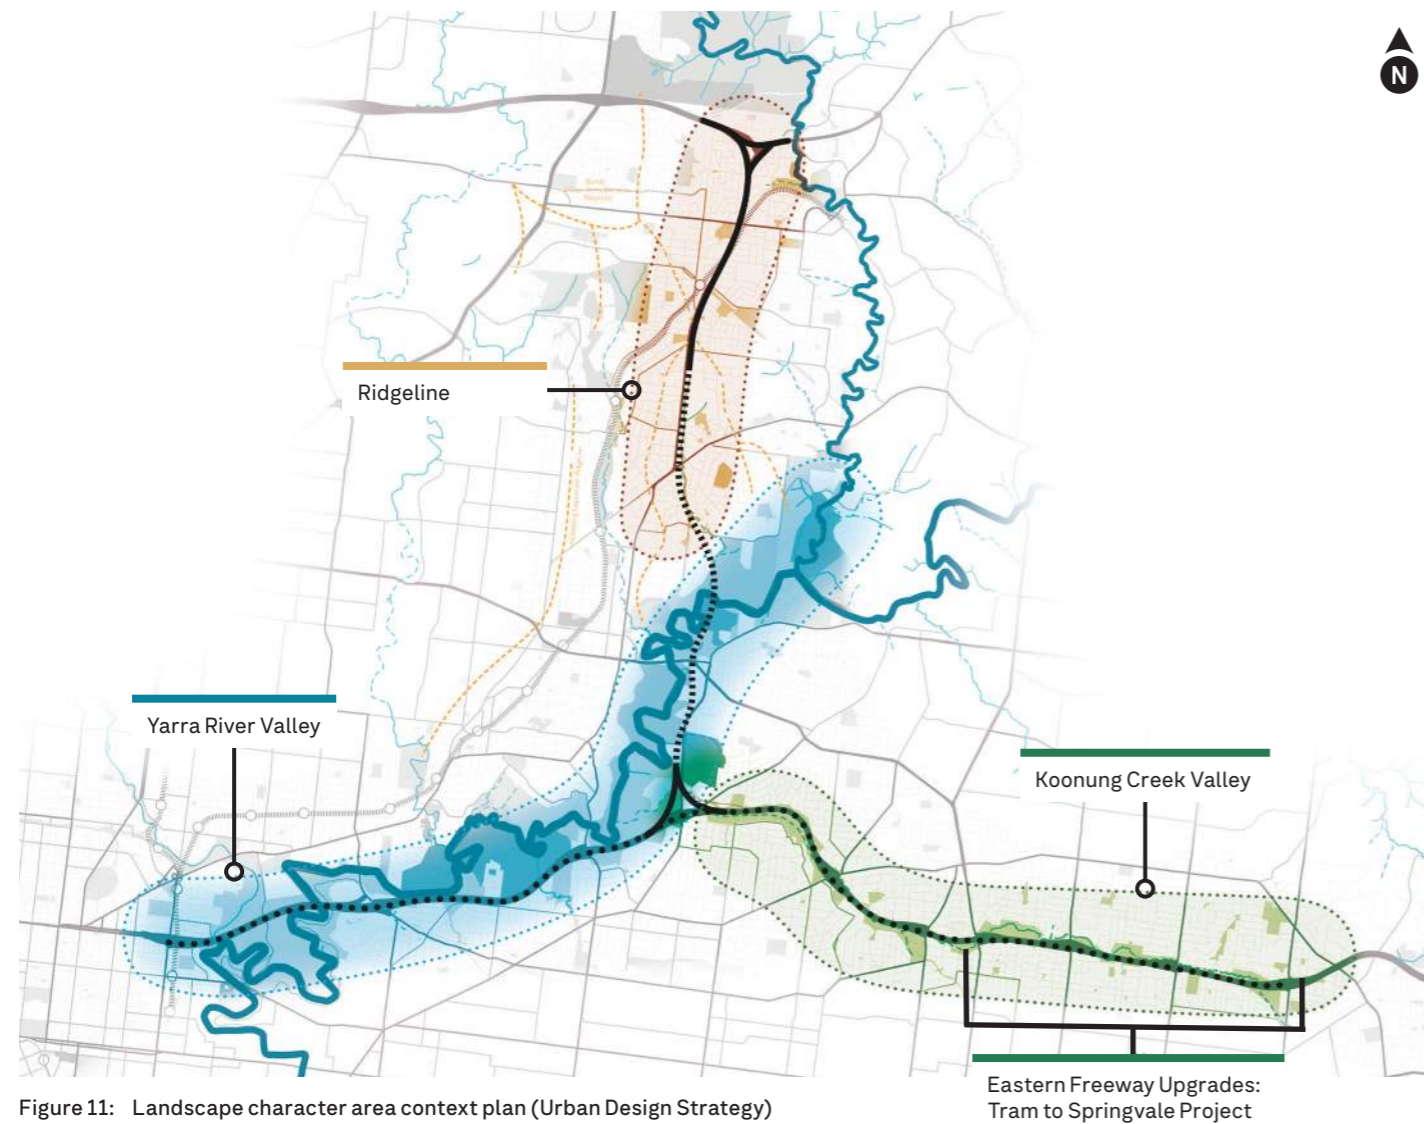 N
Ridgeline
Yarra River Valley
Koonung Creek Valley
Eastern Freeway Upgrades:
Tram to Springvale Project
Figure 11: Landscape character area context plan (Urban Design Strategy)